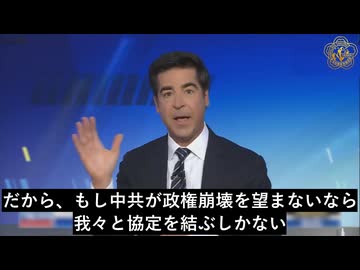 だから、もし中共が政権崩壊を望まないなら
我々と協定を結ぶしかない